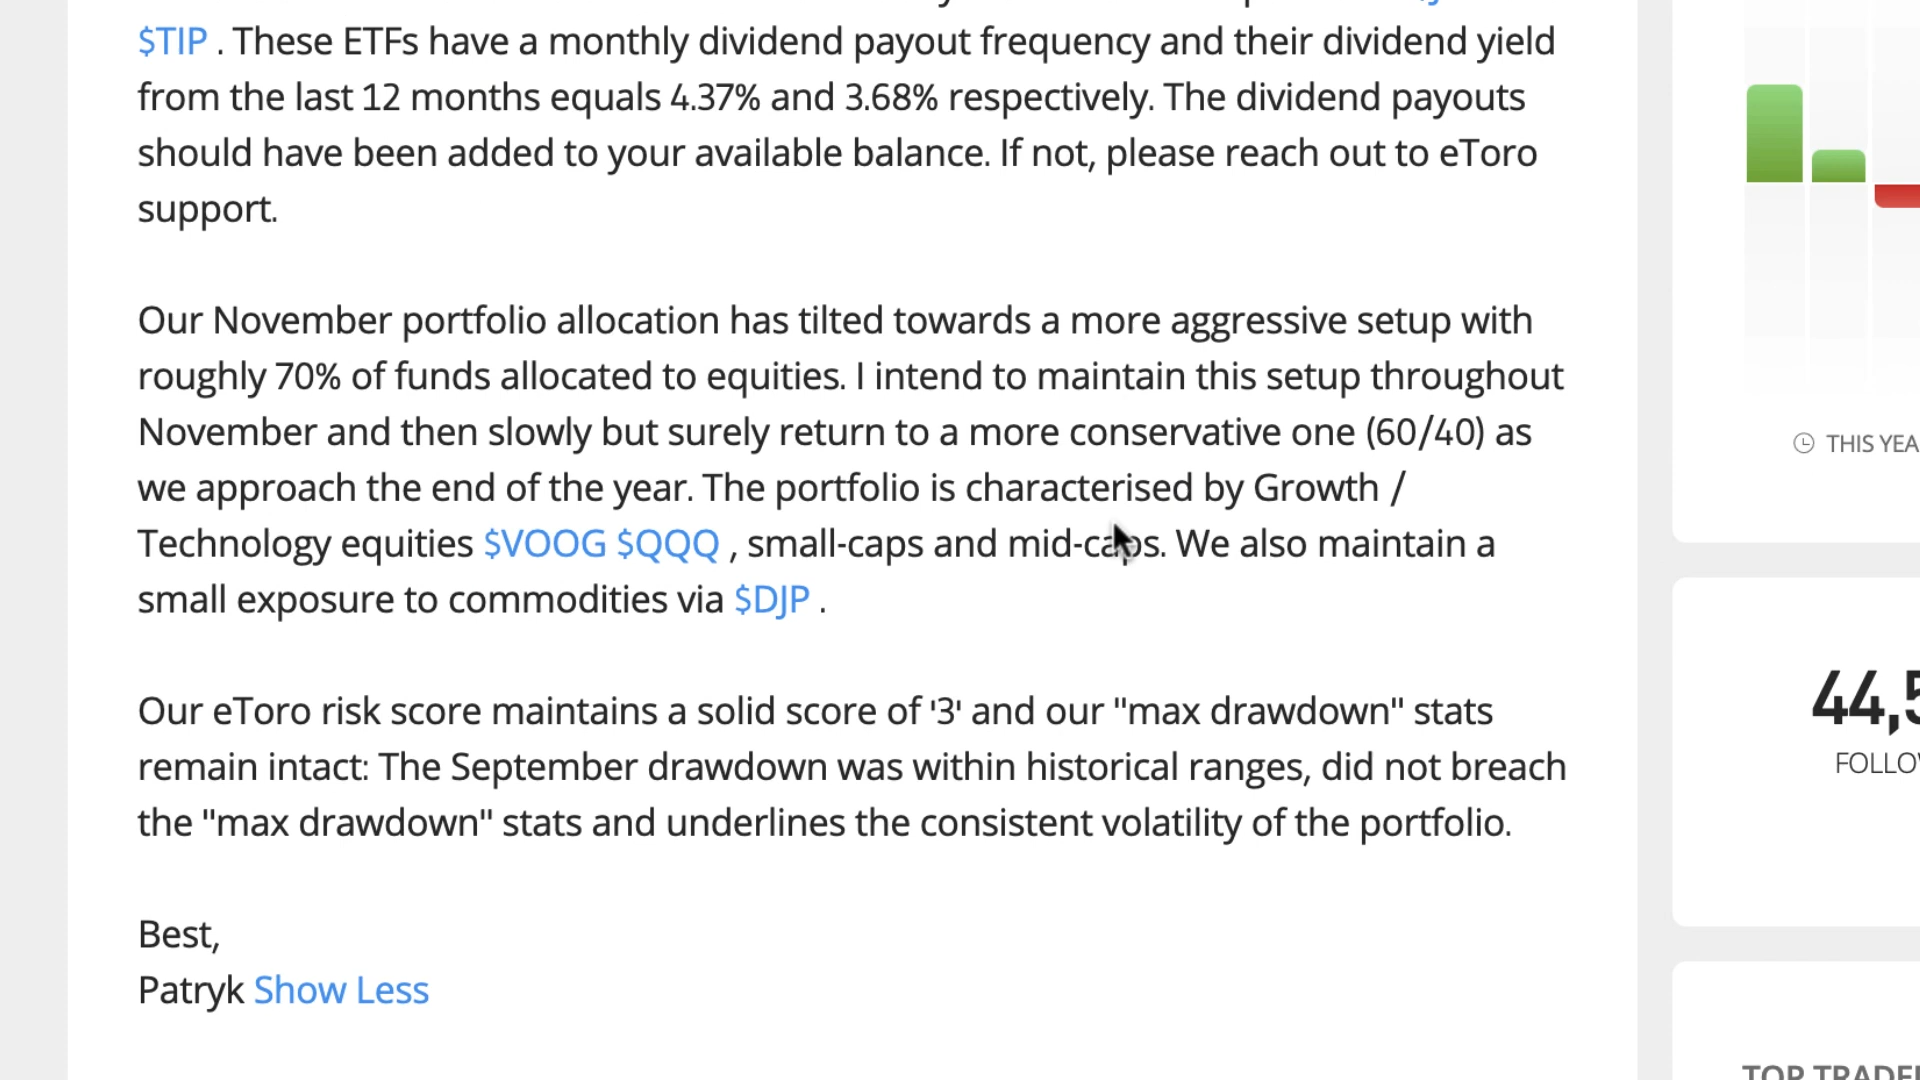 $TIP . These ETFs have a monthly dividend payout frequency and their dividend yield
from the last 12 months equals 4.37% and 3.68% respectively. The dividend payouts
should have been added to your available balance. If not, please reach out to eToro
support.
Our November portfolio allocation has tilted towards a more aggressive setup with
roughly 70% of funds allocated to equities. I intend to maintain this setup throughout
November and then slowly but surely return to a more conservative one (60/40) as
we approach the end of the year. The portfolio is characterised by Growth /
Technology equities $VOOG $QQQ , small-caps and mid-caps. We also maintain a
small exposure to commodities via $DJP .
Our eToro risk score maintains a solid score of '3' and our "max drawdown" stats
remain intact: The September drawdown was within historical ranges, did not breach
the "max drawdown" stats and underlines the consistent volatility of the portfolio.
Best,
Patryk Show Less
THIS YEA
44,5
FOLLO
TOP TRADE